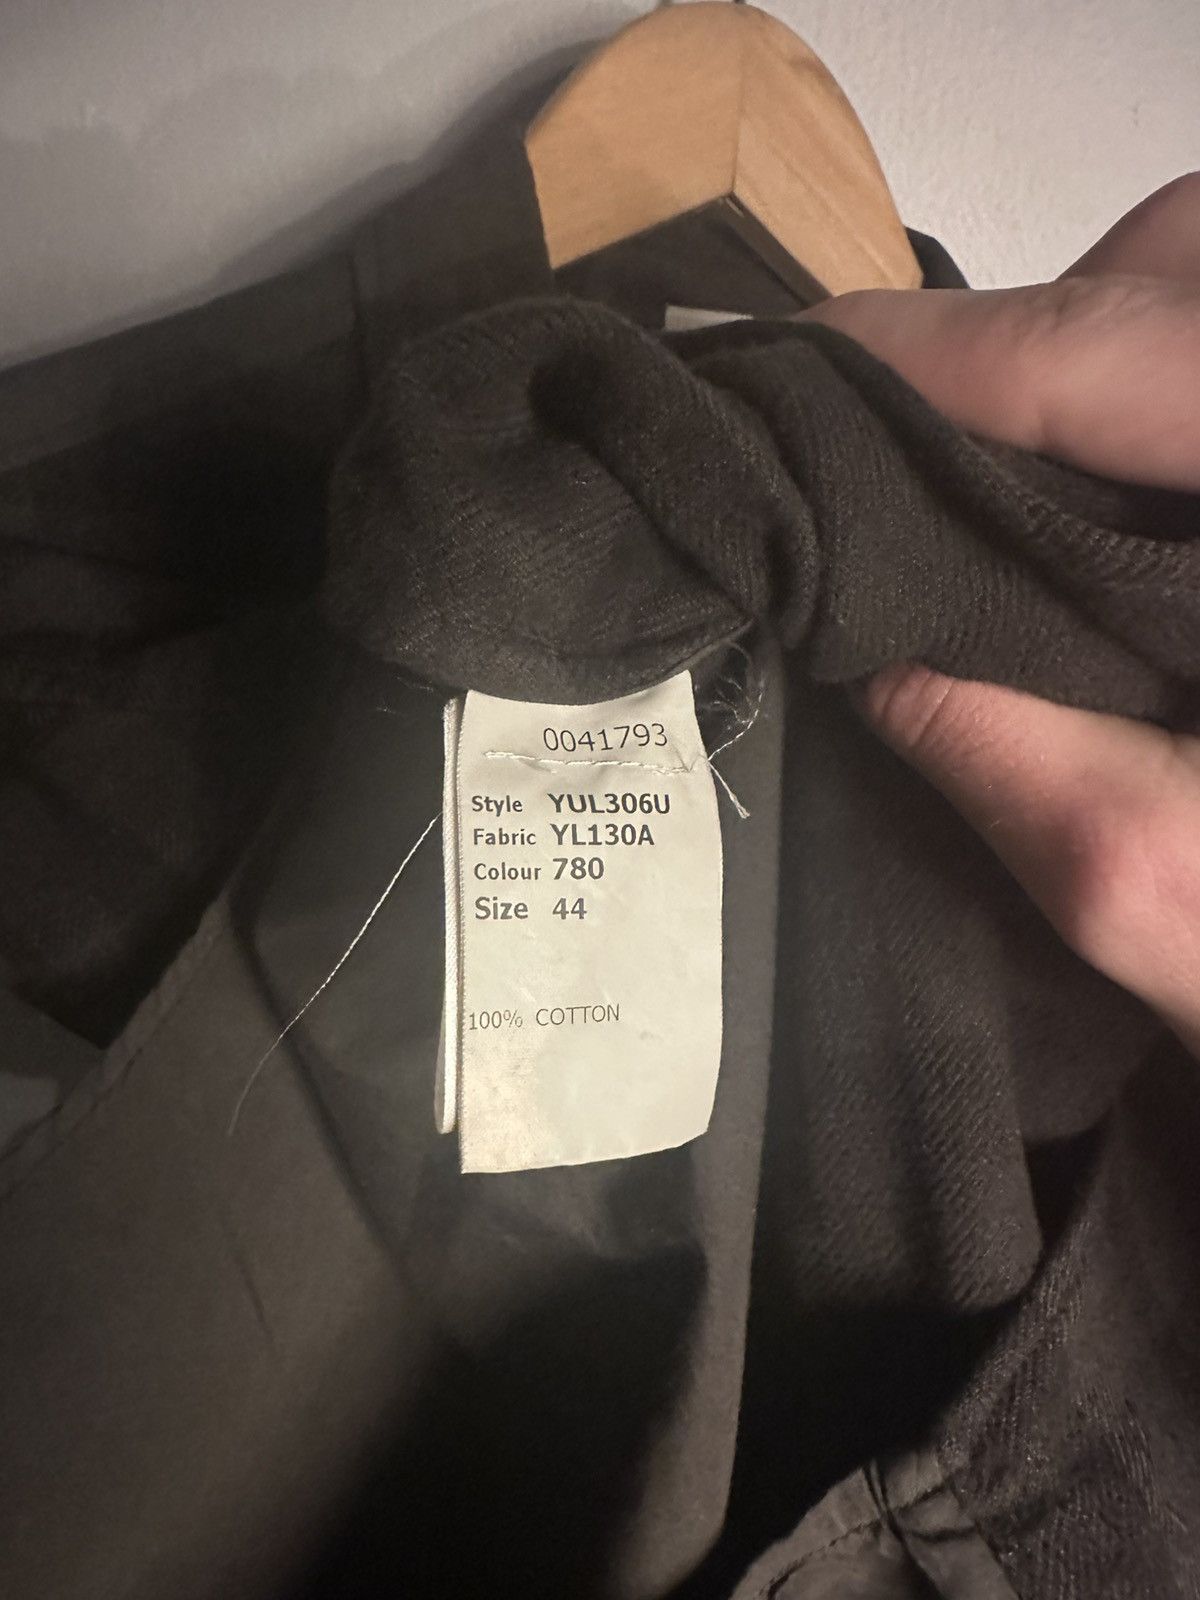 0041793
Style YUL306U
Fabric YL130A
Colour 780
Size 44
100% COTTON